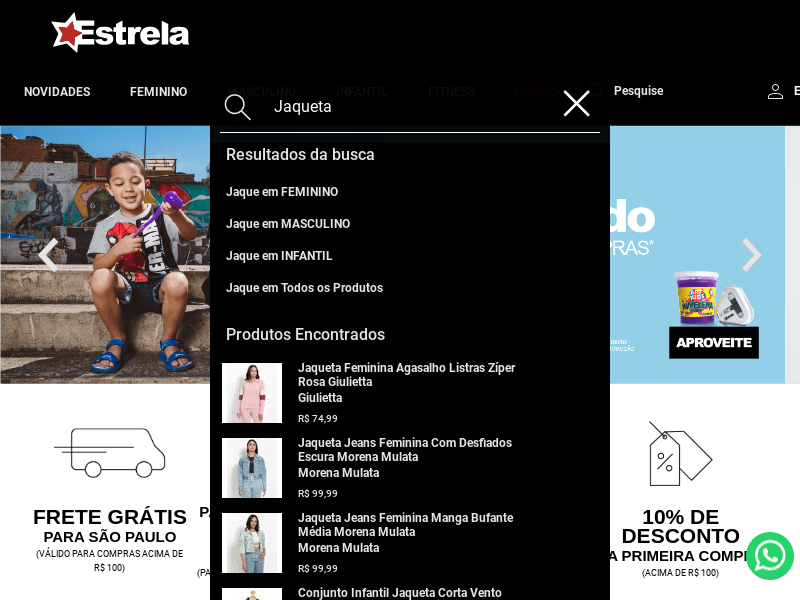 Estrela
NOVIDADES
FEMININO
MASCULINO
INFANTIL
FITNESS
Pesquise
E
Jaqueta
Resultados da busca
Jaque em FEMININO
Jaque em MASCULINO
Jaque em INFANTIL
Jaque em Todos os Produtos
Produtos Encontrados
Jaqueta Feminina Agasalho Listras Zíper
Rosa Giulietta
Giulietta
R$ 74,99
Jaqueta Jeans Feminina Com Desfiados
Escura Morena Mulata
Morena Mulata
R$ 99,99
Jaqueta Jeans Feminina Manga Bufante
Média Morena Mulata
Morena Mulata
R$ 99,99
Conjunto Infantil Jaqueta Corta Vento
do
PRAS*
APROVEITE
FRETE GRÁTIS
PARA SÃO PAULO
(VÁLIDO PARA COMPRAS ACIMA DE
R$ 100)
P
(PA
10% DE
DESCONTO
A PRIMEIRA COMP
(ACIMA DE R$ 100)